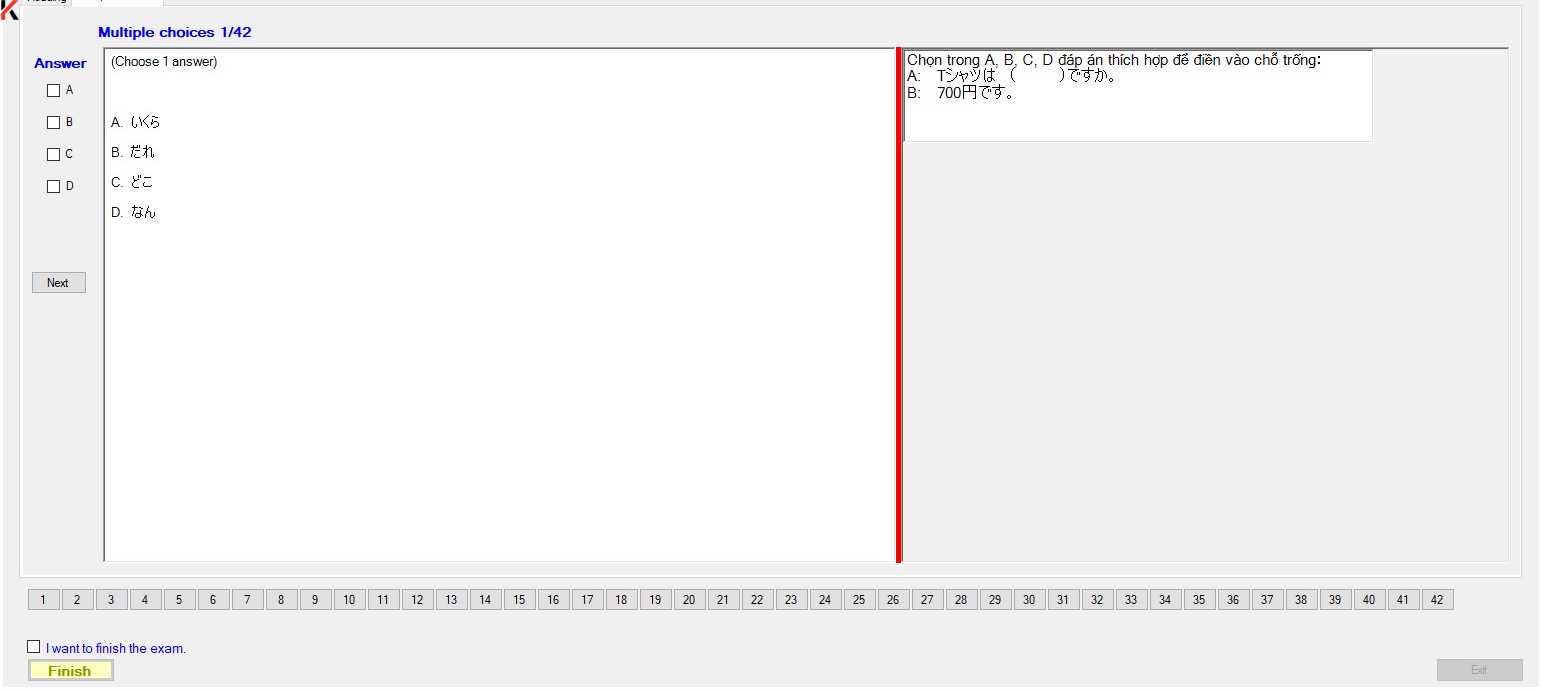 Multiple choices 1/42
Answer
(Choose 1 answer)
A
B
C
D
A. いくら
B. だれ
C. どこ
D. なん
Next
Chọn trong A, B, C, D đáp án thích hợp để điền vào chỗ trống:
A: Tシャツは ( )ですか。
B: 700円です。
1 2 3 4 5 6 7 8 9 10 11 12 13 14 15 16 17 18 19 20 21 22 23 24 25 26 27 28 29 30 31 32 33 34 35 36 37 38 39 40 41 42
I want to finish the exam.
Finish
Exit